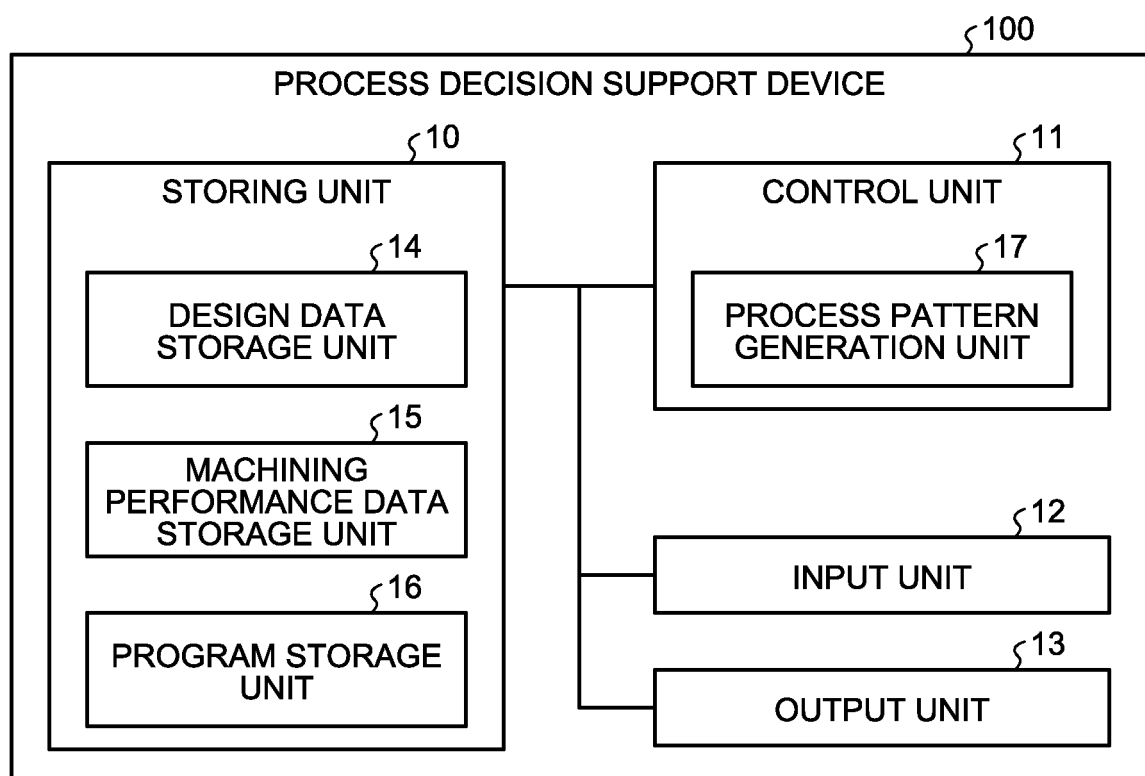 100
PROCESS DECISION SUPPORT DEVICE
10
STORING UNIT
14
DESIGN DATA
STORAGE UNIT
15
MACHINING
PERFORMANCE DATA
STORAGE UNIT
16
PROGRAM STORAGE
UNIT
11
CONTROL UNIT
17
PROCESS PATTERN
GENERATION UNIT
12
INPUT UNIT
13
OUTPUT UNIT